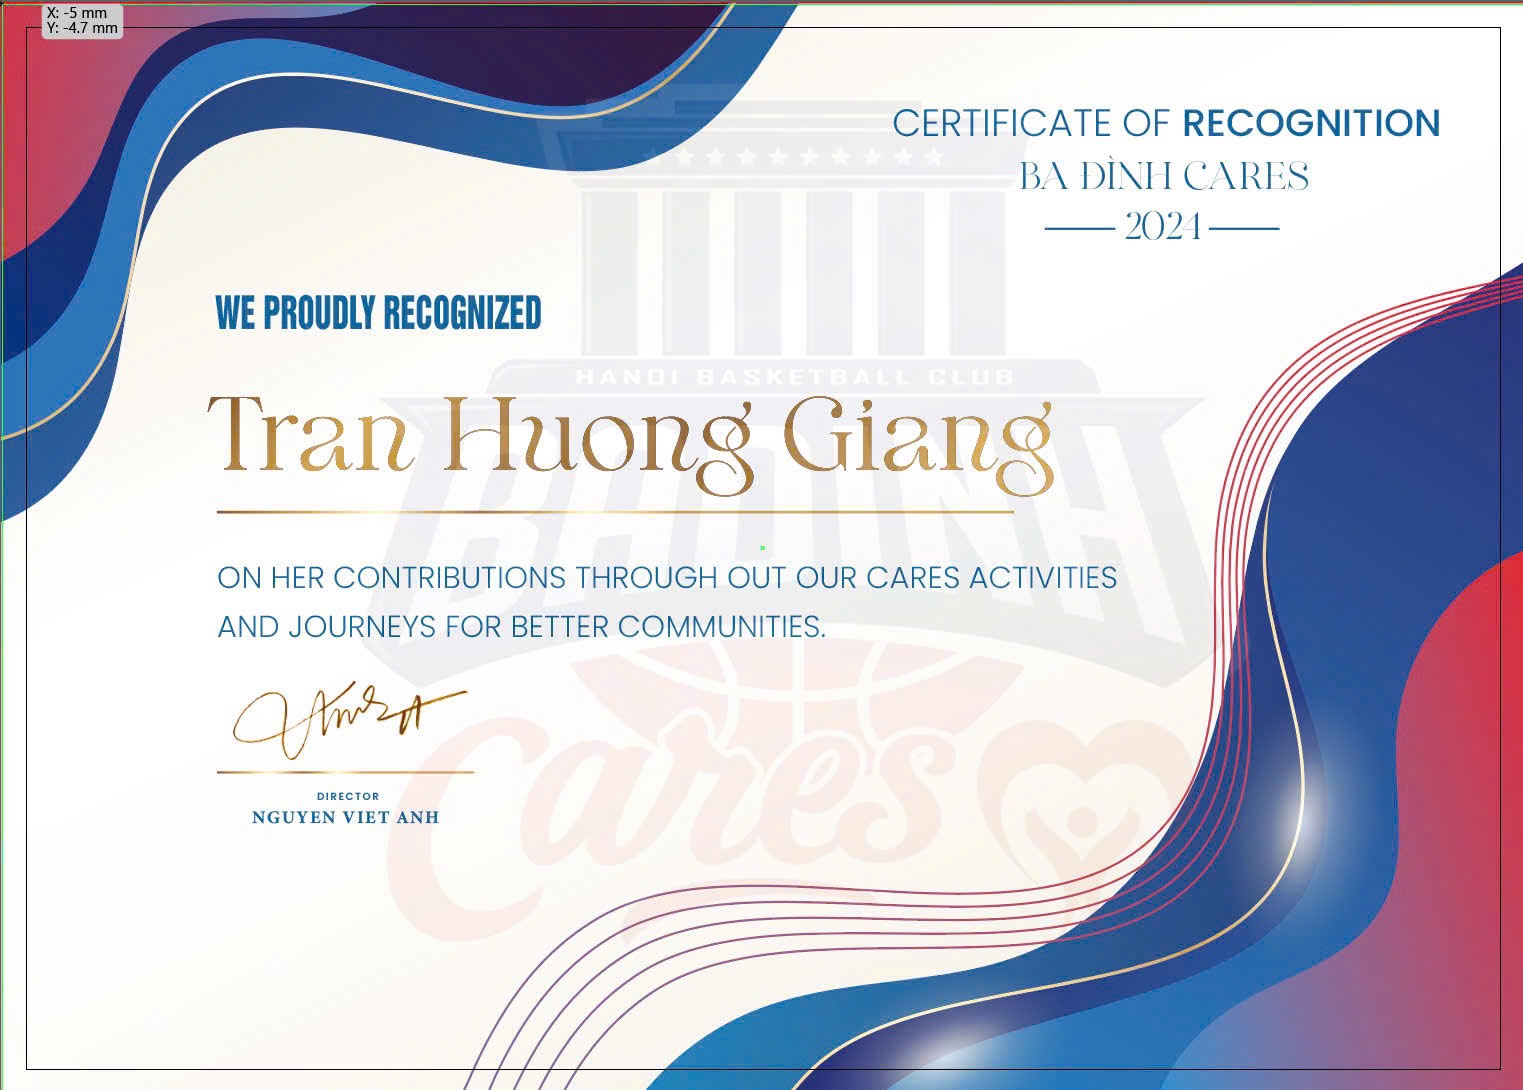 X: -5 mm
Y: -4.7 mm
CERTIFICATE OF RECOGNITION
BA ĐÌNH CARES
2024
WE PROUDLY RECOGNIZED
HANOI BASKETBALL CLUB
Tran Huong Giang
BADINH
ON HER CONTRIBUTIONS THROUGH OUT OUR CARES ACTIVITIES
AND JOURNEYS FOR BETTER COMMUNITIES.
Cares
DIRECTOR
NGUYEN VIET ANH